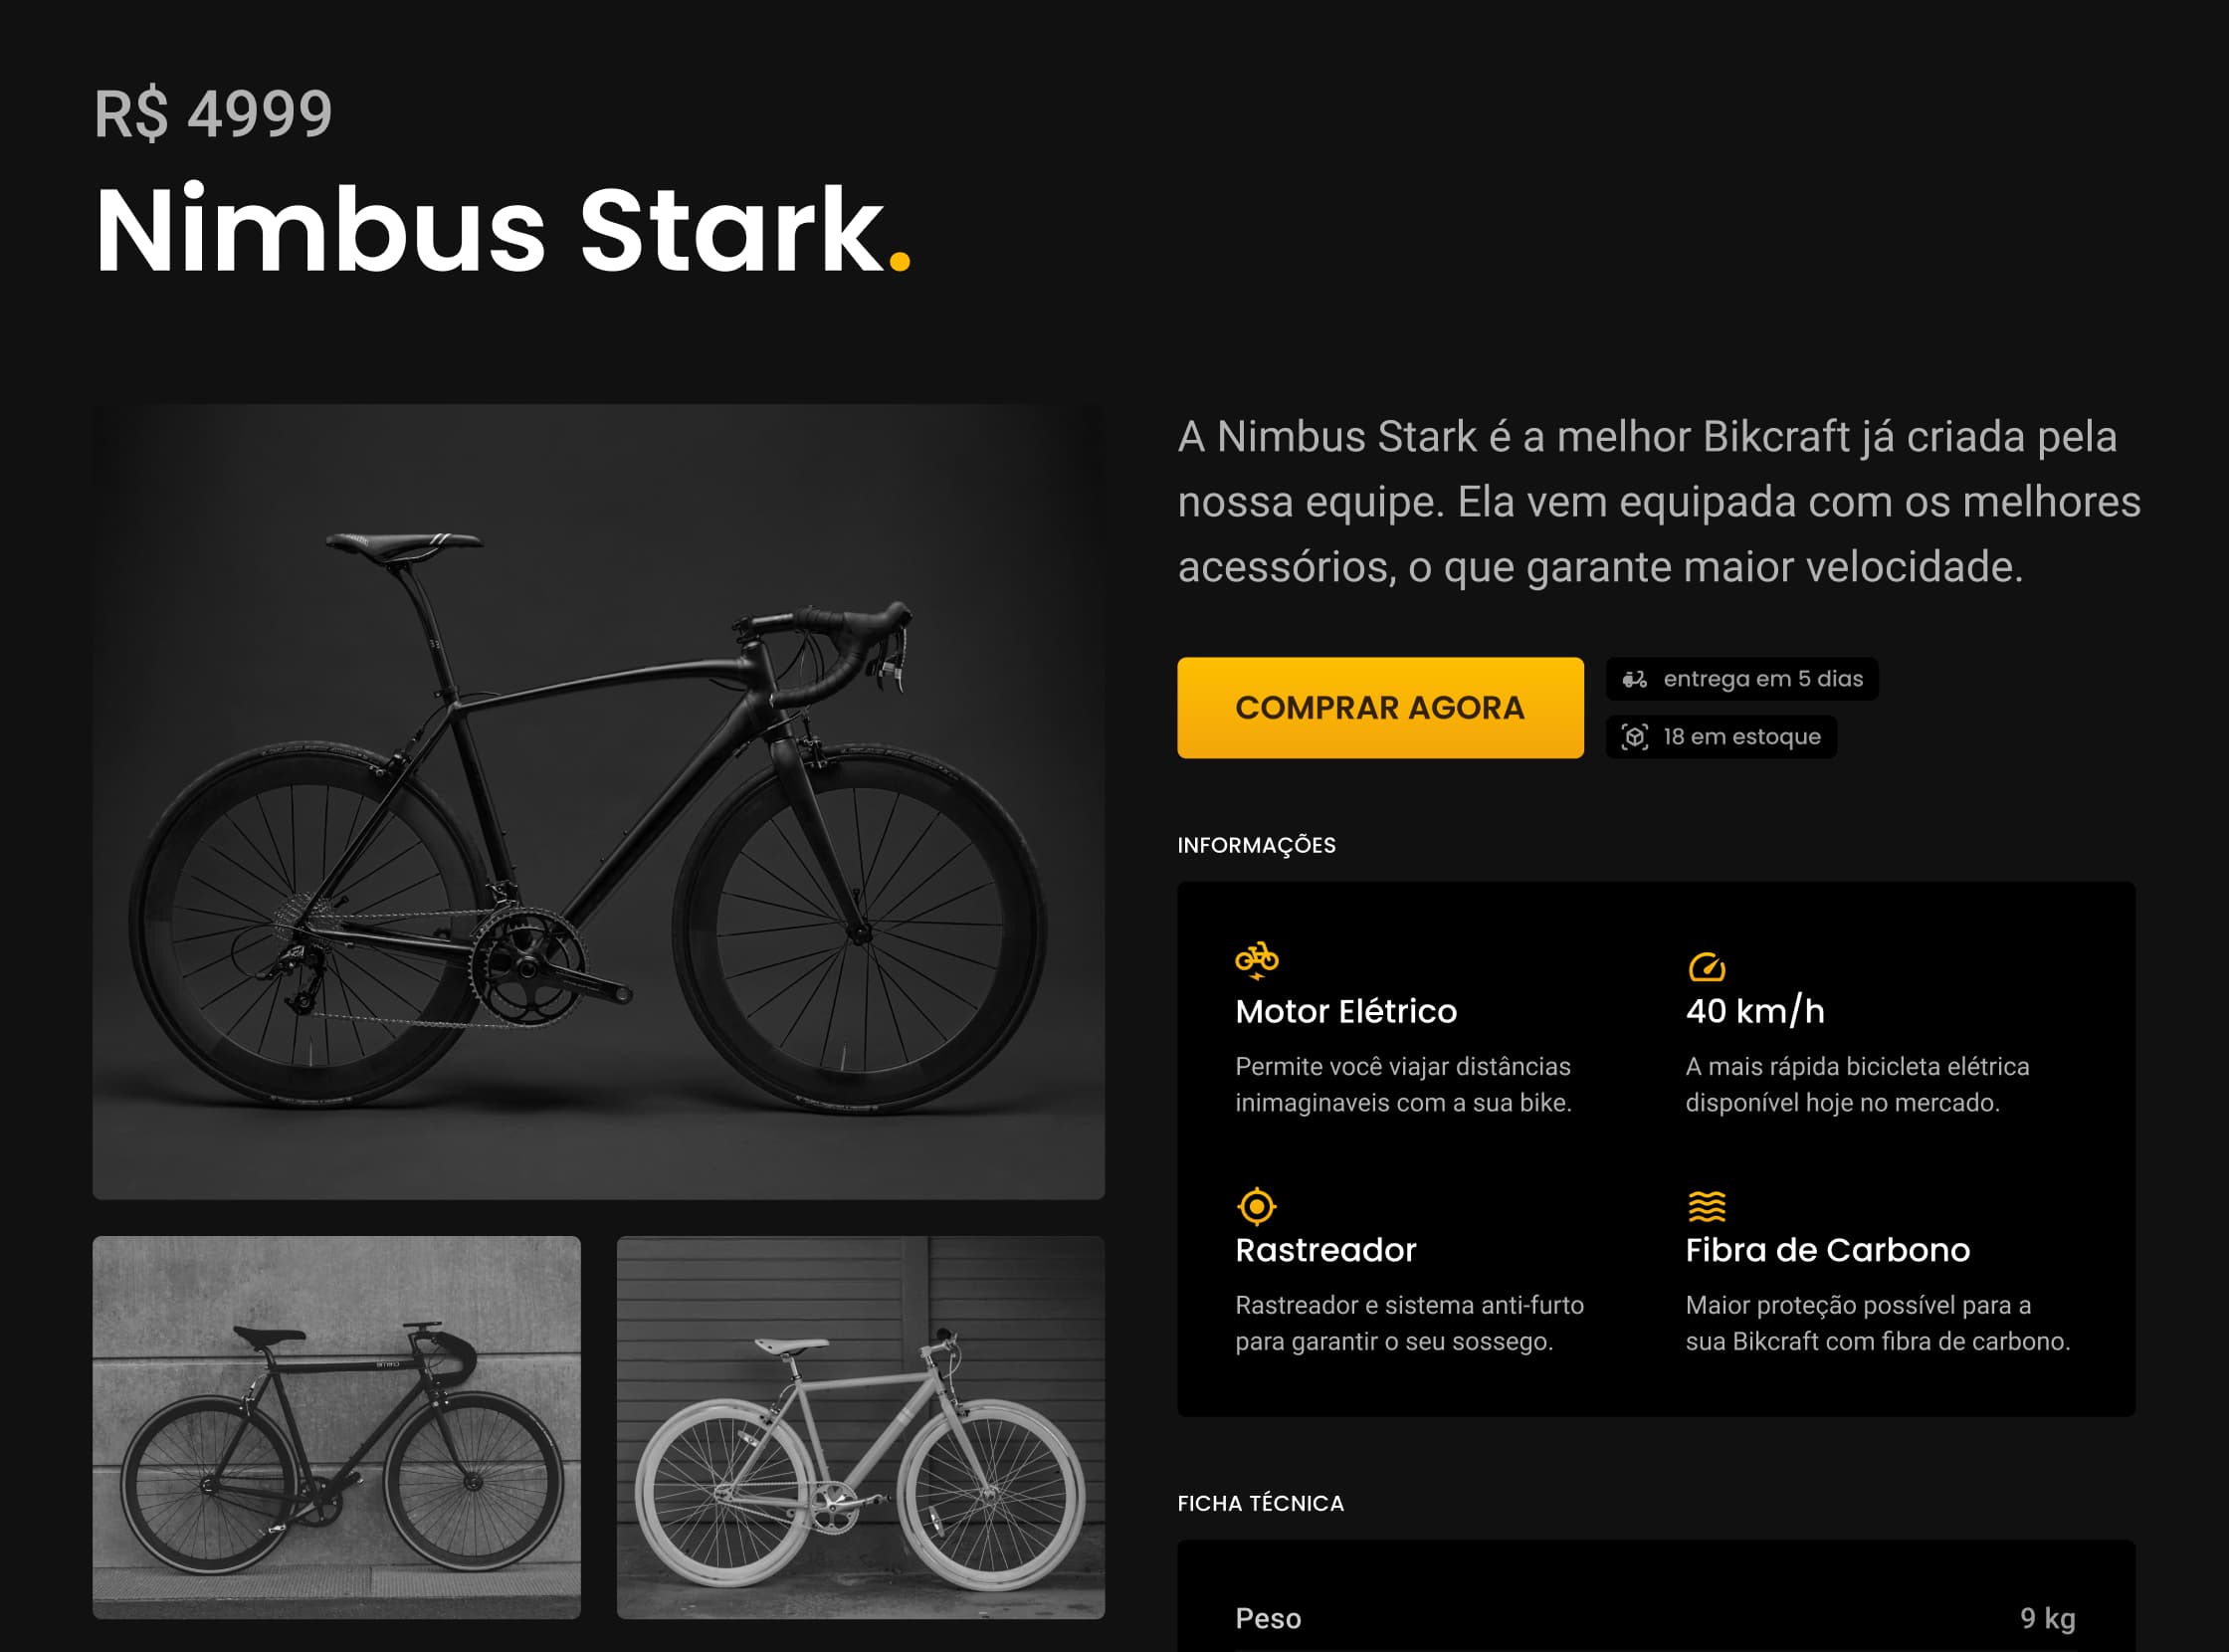 R$ 4999
Nimbus Stark.
A Nimbus Stark é a melhor Bikcraft já criada pela
nossa equipe. Ela vem equipada com os melhores
acessórios, o que garante maior velocidade.
COMPRAR AGORA
entrega em 5 dias
18 em estoque
INFORMAÇÕES
Motor Elétrico
Permite você viajar distâncias
inimaginaveis com a sua bike.
40 km/h
A mais rápida bicicleta elétrica
disponível hoje no mercado.
Rastreador
Rastreador e sistema anti-furto
para garantir o seu sossego.
Fibra de Carbono
Maior proteção possível para a
sua Bikcraft com fibra de carbono.
FICHA TÉCNICA
Peso 9 kg